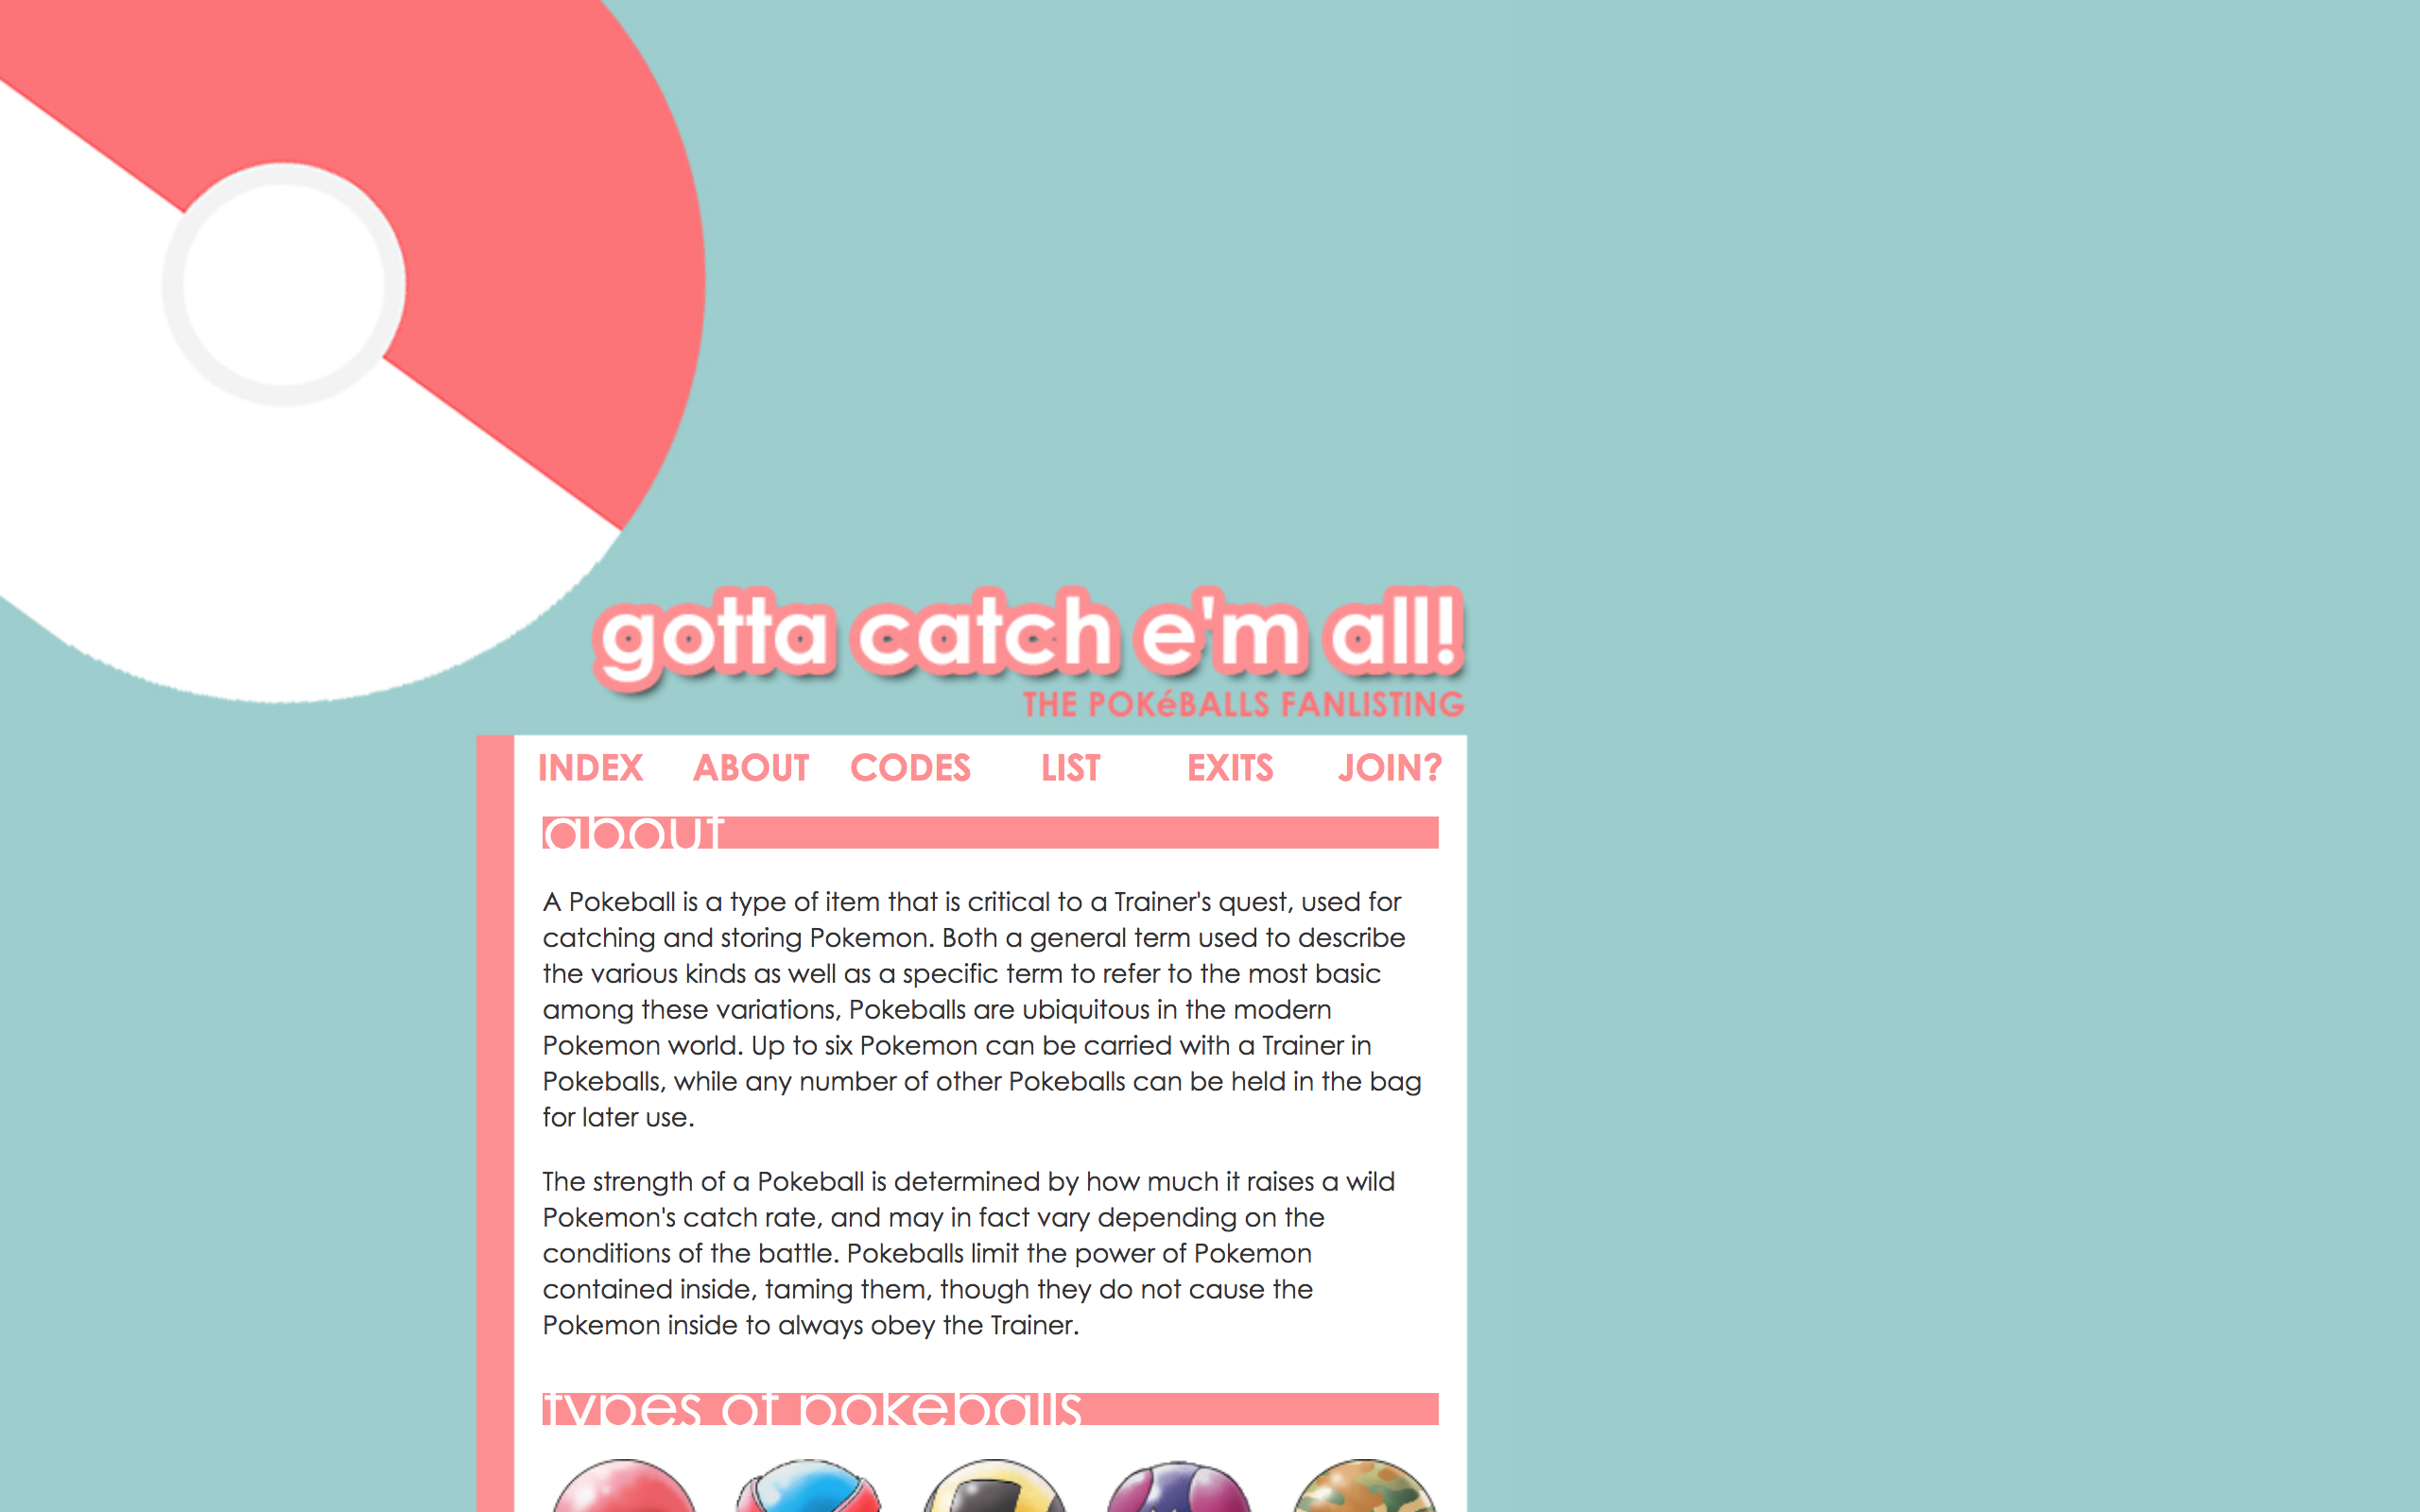 gotta catch e'm all!
THE POKéBALLS FANLISTING
INDEX ABOUT CODES LIST EXITS JOIN?
about
A Pokeball is a type of item that is critical to a Trainer's quest, used for
catching and storing Pokemon. Both a general term used to describe
the various kinds as well as a specific term to refer to the most basic
among these variations, Pokeballs are ubiquitous in the modern
Pokemon world. Up to six Pokemon can be carried with a Trainer in
Pokeballs, while any number of other Pokeballs can be held in the bag
for later use.
The strength of a Pokeball is determined by how much it raises a wild
Pokemon's catch rate, and may in fact vary depending on the
conditions of the battle. Pokeballs limit the power of Pokemon
contained inside, taming them, though they do not cause the
Pokemon inside to always obey the Trainer.
types of pokeballs